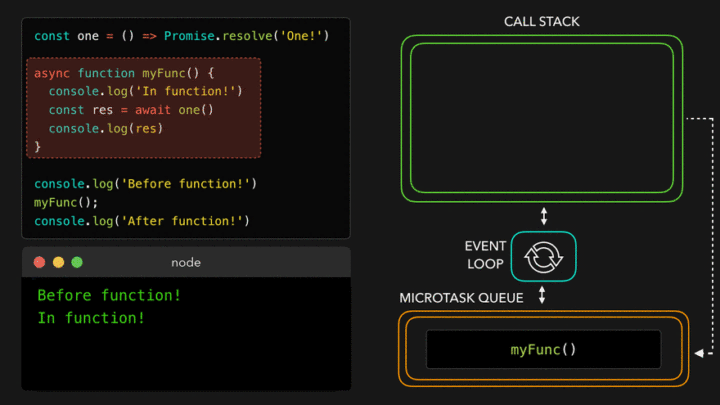 const one = () => Promise.resolve('One!')
async function myFunc() {
console.log('In function!')
const res = await one()
console.log(res)
}
console.log('Before function!')
myFunc();
console.log('After function!')
node
Before function!
In function!
CALL STACK
EVENT
LOOP
MICROTASK QUEUE
myFunc()